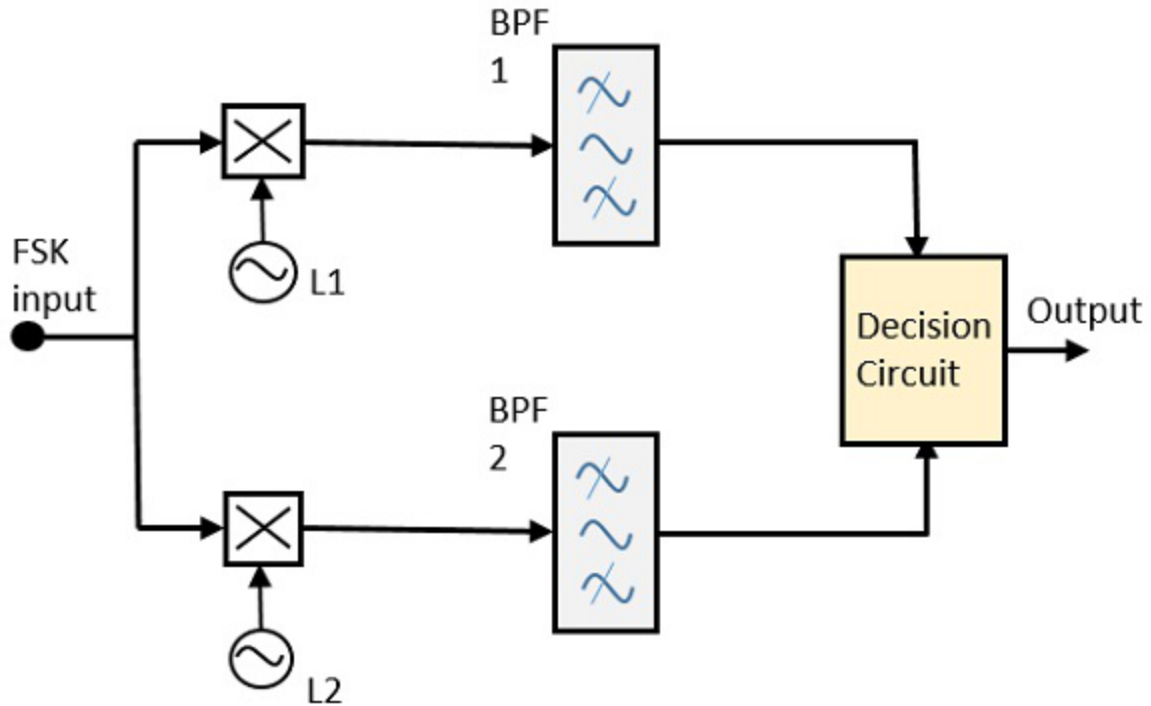 BPF
1
FSK
input
L1
Decision
Circuit
Output
BPF
2
L2